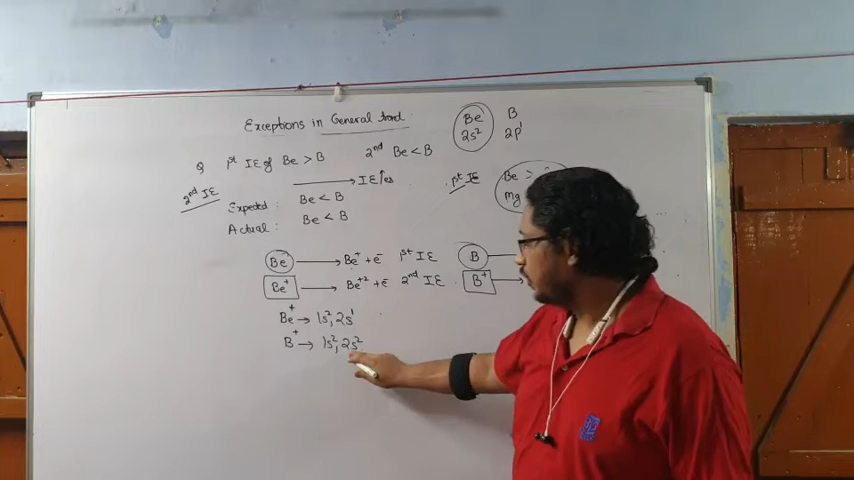 Exceptions in General trend
Be B
2s² 2p¹
Q 1st IE of Be > B 2nd Be < B
2nd IE
→ IE ↑es
1st IE Be >
Mg
Expected : Be < B
Actual : Be < B
Be → Be⁺ + e⁻ 1st IE B
Be⁺ → Be⁺² + e⁻ 2nd IE B⁺
Be⁺ → 1s², 2s¹
B⁺ → 1s², 2s²